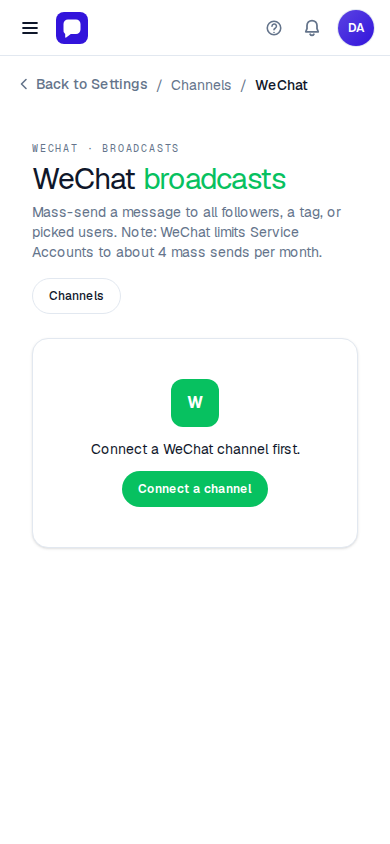 DA
Back to Settings / Channels / WeChat
WECHAT · BROADCASTS
WeChat broadcasts
Mass-send a message to all followers, a tag, or
picked users. Note: WeChat limits Service
Accounts to about 4 mass sends per month.
Channels
W
Connect a WeChat channel first.
Connect a channel